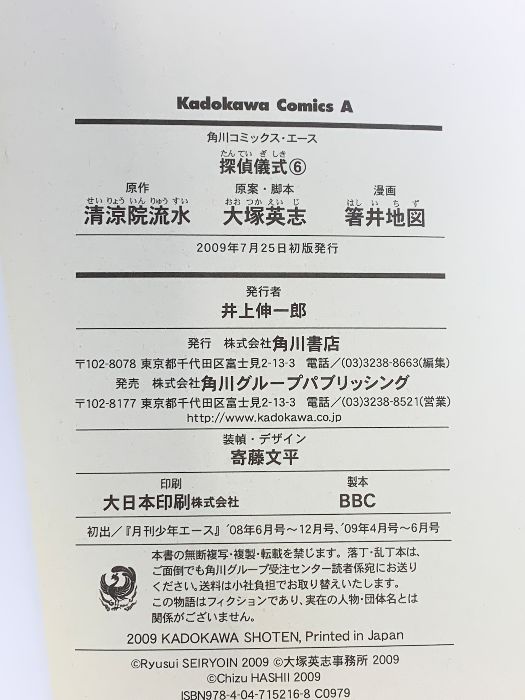 Kadokawa Comics A
角川コミックス・エース
たん てい ぎ しき
探偵儀式⑥
原作 原案・脚本 漫画
せい りょう いん りゅう すい おお つか えい じ はし い ち ず
清涼院流水 大塚英志 箸井地図
2009年7月25日初版発行
発行者
井上伸一郎
発行 株式会社角川書店
〒102-8078 東京都千代田区富士見2-13-3 電話/(03)3238-8663(編集)
発売 株式会社角川グループパブリッシング
〒102-8177 東京都千代田区富士見2-13-3 電話/(03)3238-8521(営業)
http://www.kadokawa.co.jp
装幀・デザイン
寄藤文平
印刷 製本
大日本印刷株式会社 BBC
初出/『月刊少年エース』'08年6月号〜12月号、'09年4月号〜6月号
本書の無断複写・複製・転載を禁じます。落丁・乱丁本は、
ご面倒でも角川グループ受注センター読者係宛にお送り
ください。送料は小社負担でお取り替えいたします。
この物語はフィクションであり、実在の人物・団体名とは
関係がございません。
2009 KADOKAWA SHOTEN, Printed in Japan
©Ryusui SEIRYOIN 2009 ©大塚英志事務所 2009
©Chizu HASHII 2009
ISBN978-4-04-715216-8 C0979